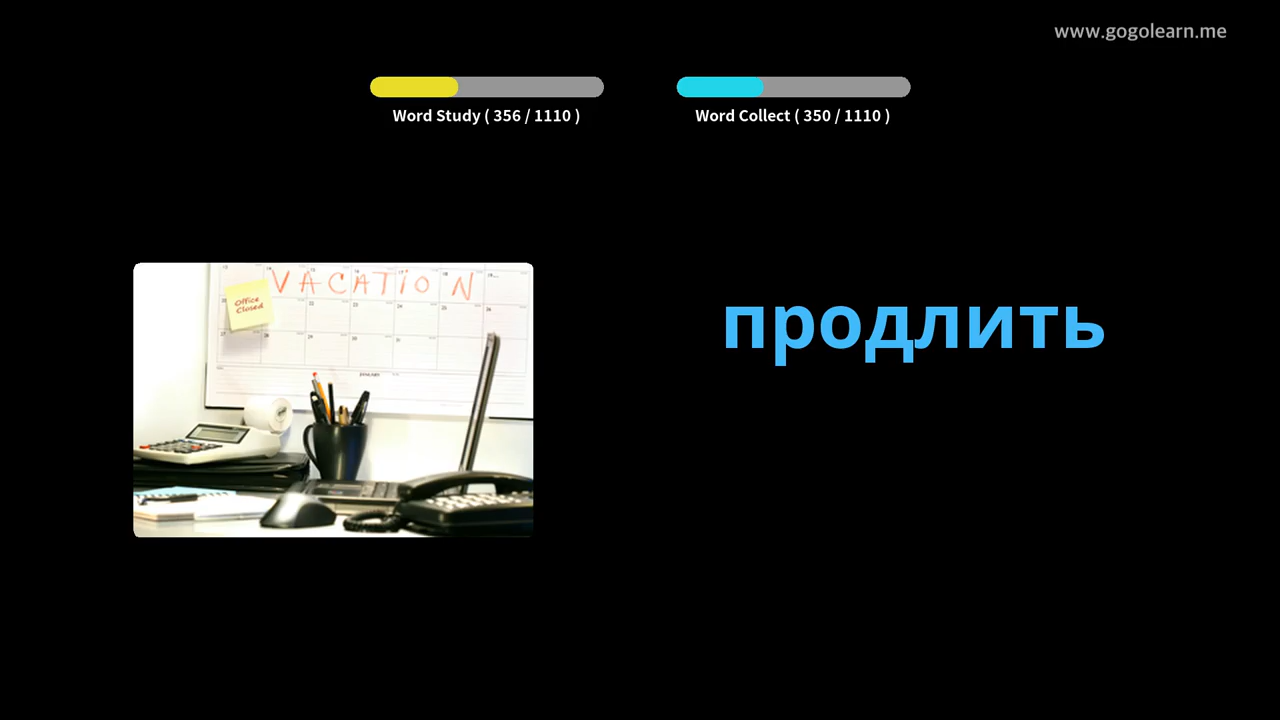 www.gogolearn.me
Word Study ( 356 / 1110 )
Word Collect ( 350 / 1110 )
VACATION
Office
Closed
продлить